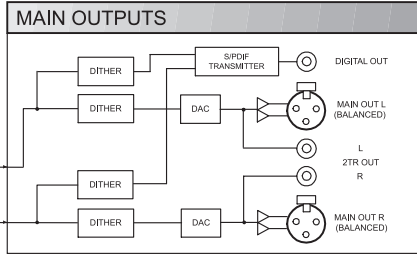 MAIN OUTPUTS
S/PDIF
TRANSMITTER
DIGITAL OUT
DITHER
DITHER
DAC
MAIN OUT L
(BALANCED)
L
2TR OUT
R
DITHER
DITHER
DAC
MAIN OUT R
(BALANCED)